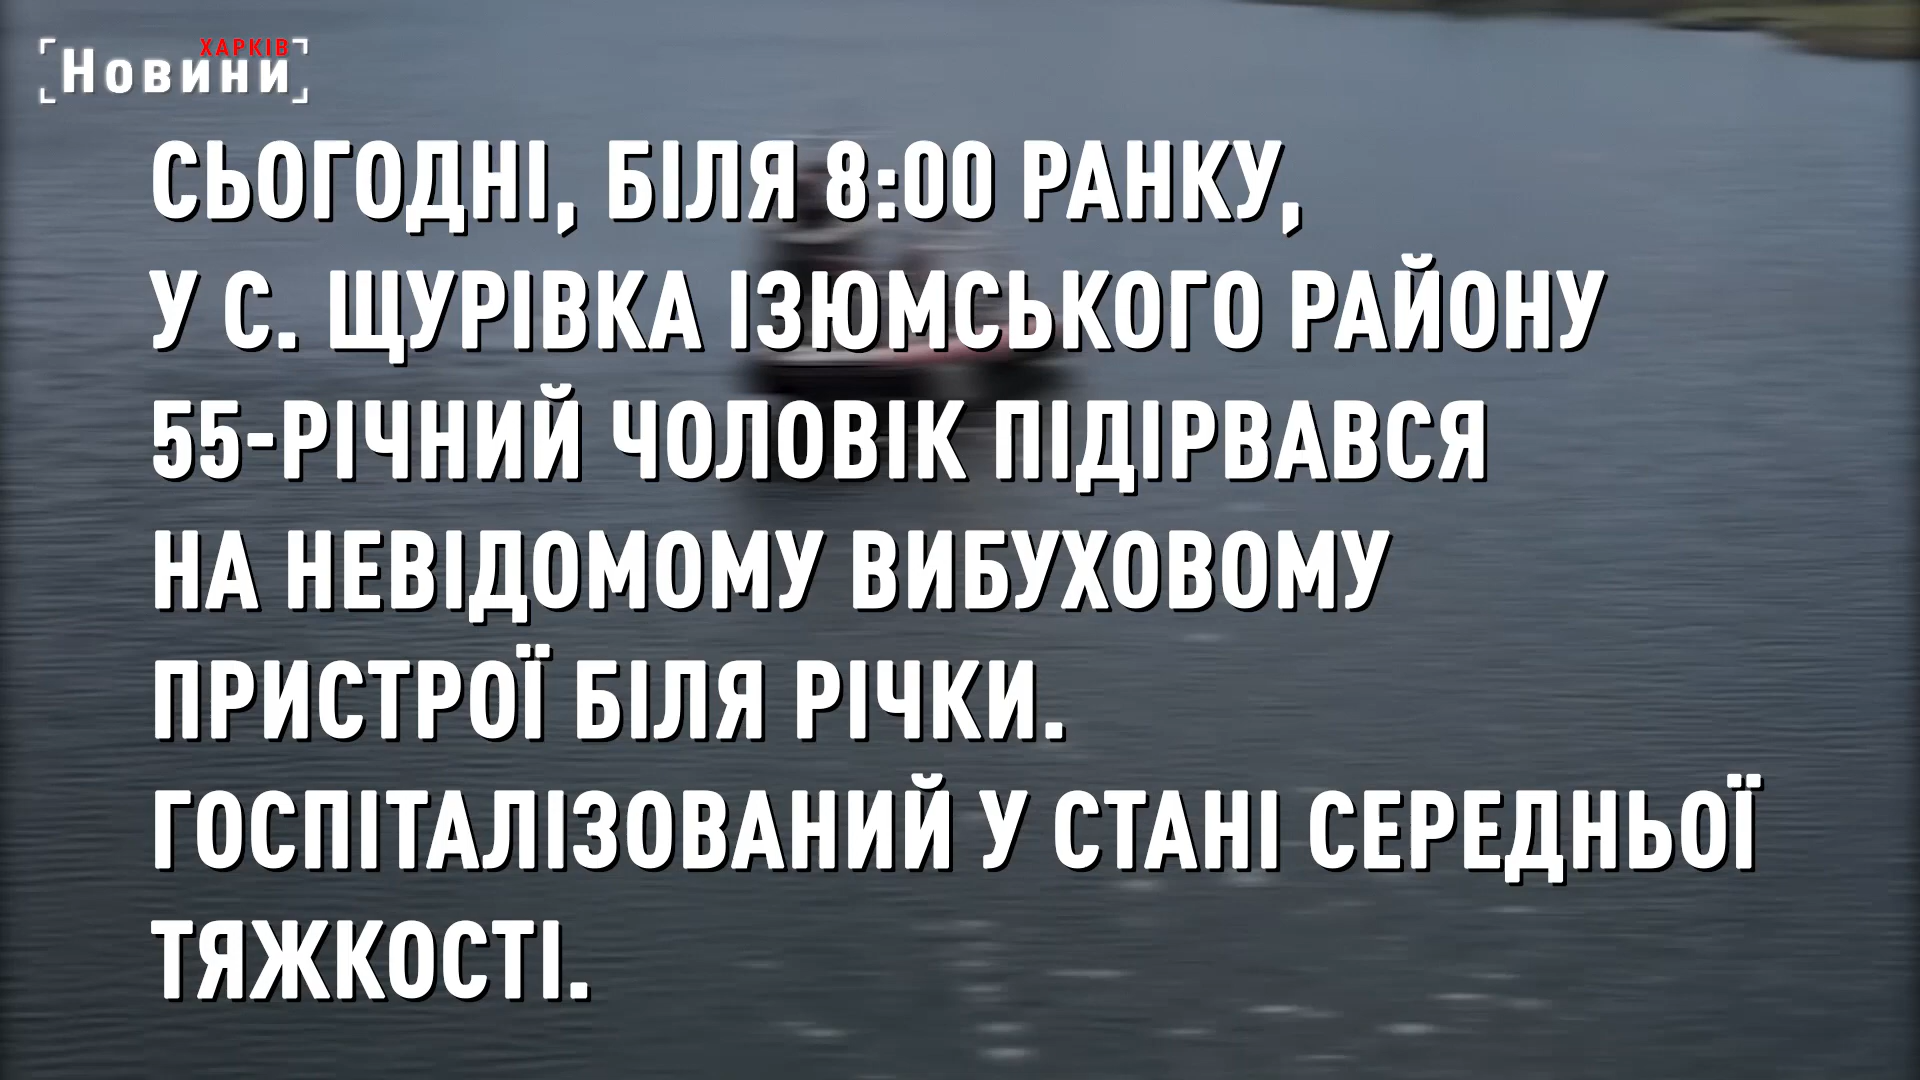 ХАРКІВ
Новини
СЬОГОДНІ, БІЛЯ 8:00 РАНКУ,
У С. ЩУРІВКА ІЗЮМСЬКОГО РАЙОНУ
55-РІЧНИЙ ЧОЛОВІК ПІДІРВАВСЯ
НА НЕВІДОМОМУ ВИБУХОВОМУ
ПРИСТРОЇ БІЛЯ РІЧКИ.
ГОСПІТАЛІЗОВАНИЙ У СТАНІ СЕРЕДНЬОЇ
ТЯЖКОСТІ.